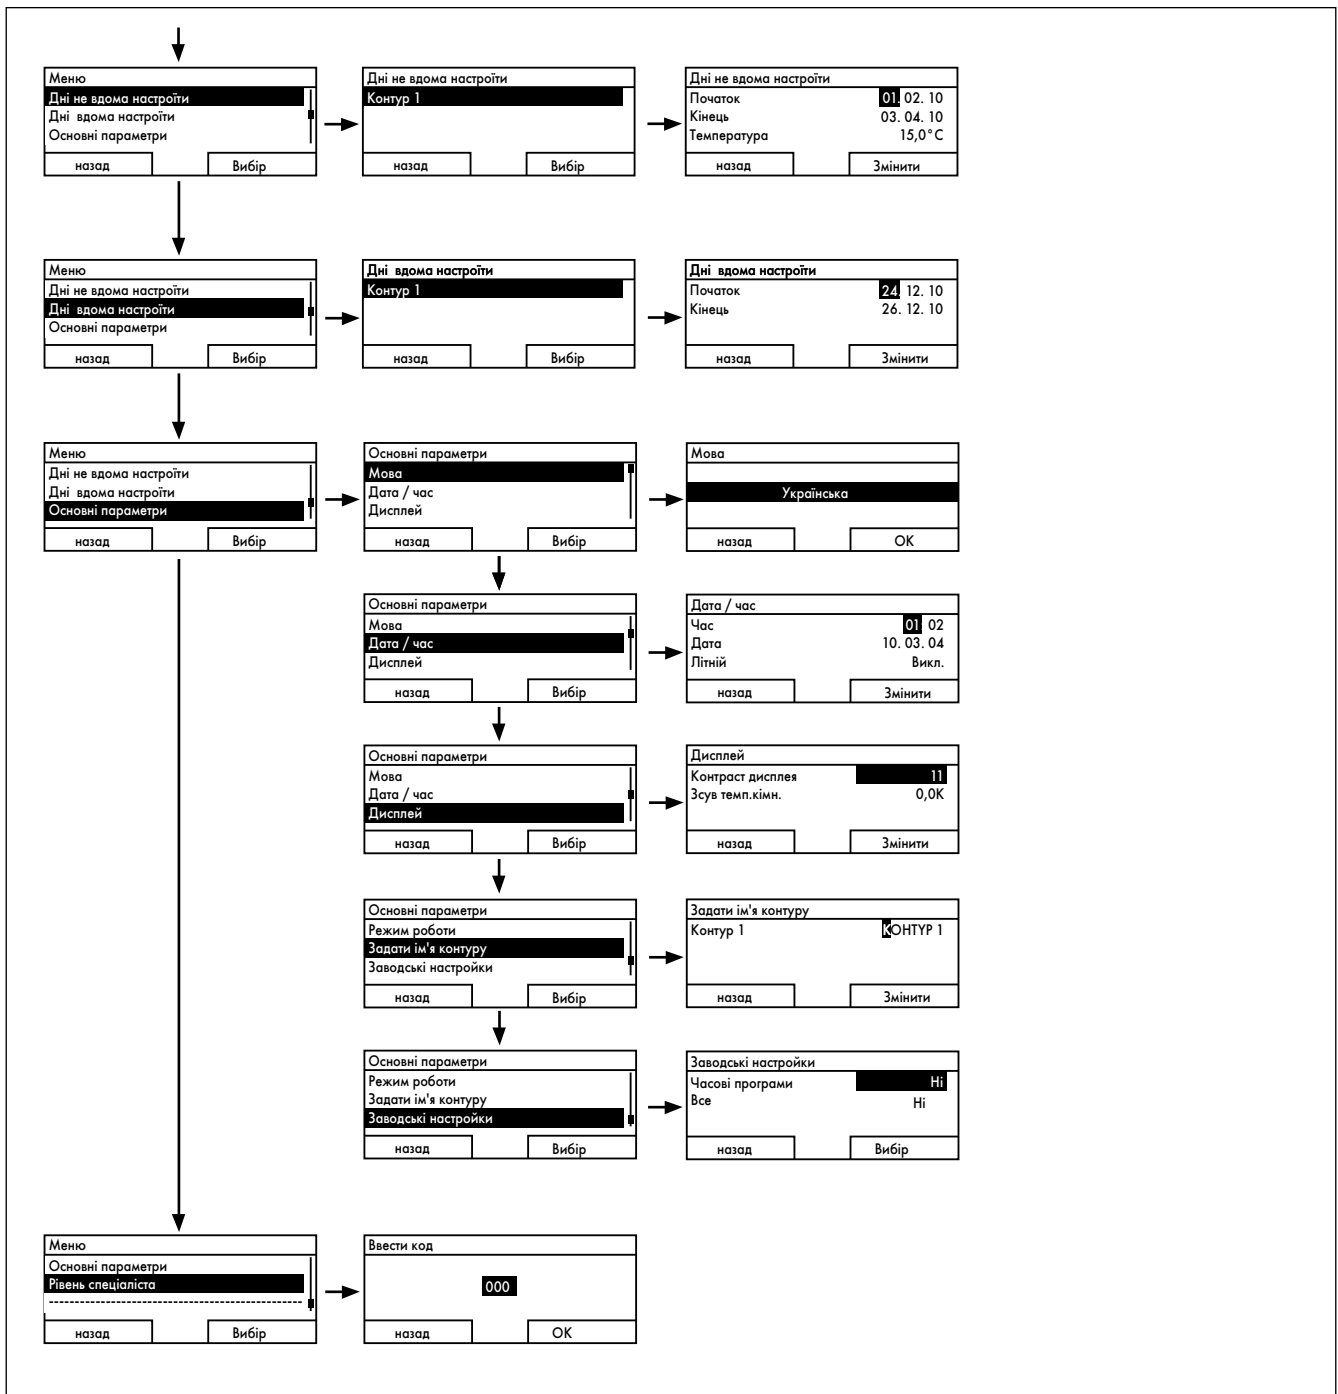 Меню
Дні не вдома настроїти
Дні  вдома настроїти
Основні параметри
назад Вибір
Дні не вдома настроїти
Контур 1
назад Вибір
Дні не вдома настроїти
Початок 01. 02. 10
Кінець 03. 04. 10
Температура 15,0°C
назад Змінити
Меню
Дні не вдома настроїти
Дні  вдома настроїти
Основні параметри
назад Вибір
Дні  вдома настроїти
Контур 1
назад Вибір
Дні  вдома настроїти
Початок 24. 12. 10
Кінець 26. 12. 10
назад Змінити
Меню
Дні не вдома настроїти
Дні  вдома настроїти
Основні параметри
назад Вибір
Основні параметри
Мова
Дата / час
Дисплей
назад Вибір
Мова
Українська
назад ОК
Основні параметри
Мова
Дата / час
Дисплей
назад Вибір
Дата / час
Час 01 02
Дата 10. 03. 04
Літній Викл.
назад Змінити
Основні параметри
Мова
Дата / час
Дисплей
назад Вибір
Дисплей
Контраст дисплея 11
Зсув темп.кімн. 0,0K
назад Змінити
Основні параметри
Режим роботи
Задати ім'я контуру
Заводські настройки
назад Вибір
Задати ім'я контуру
Контур 1 КОНТУР 1
назад Змінити
Основні параметри
Режим роботи
Задати ім'я контуру
Заводські настройки
назад Вибір
Заводські настройки
Часові програми Ні
Все Ні
назад Вибір
Меню
Основні параметри
Рівень спеціаліста
--------------------------------------------------
назад Вибір
Ввести код
000
назад ОК